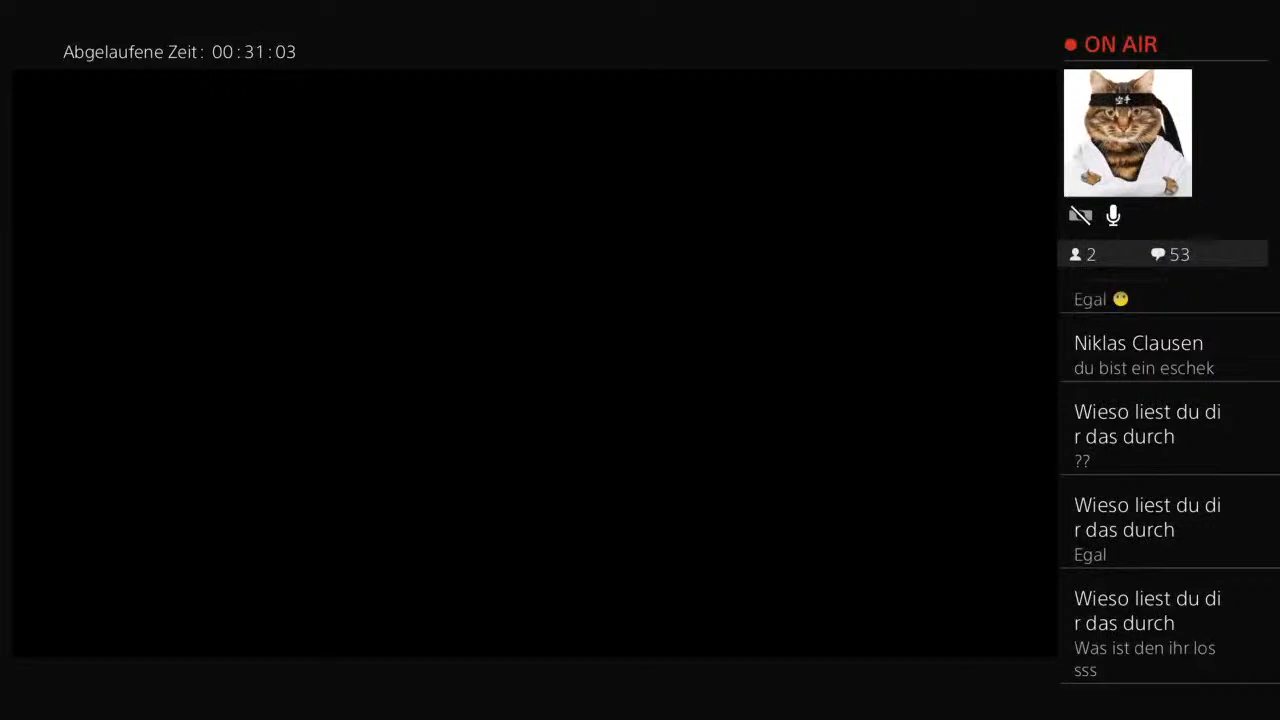 Abgelaufene Zeit: 00:31:03
ON AIR
空手
2
53
Egal 😶
Niklas Clausen
du bist ein eschek
Wieso liest du di
r das durch
??
Wieso liest du di
r das durch
Egal
Wieso liest du di
r das durch
Was ist den ihr los
sss